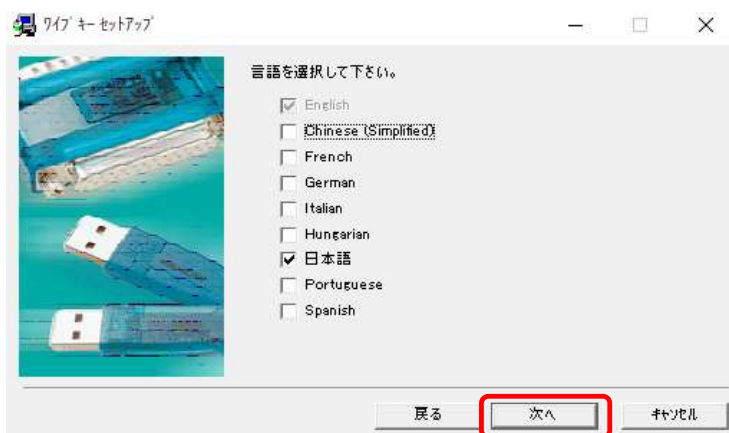 ワイブ キー セットアップ
言語を選択して下さい。
English
Chinese (Simplified)
French
German
Italian
Hungarian
日本語
Portuguese
Spanish
戻る
次へ
キャンセル